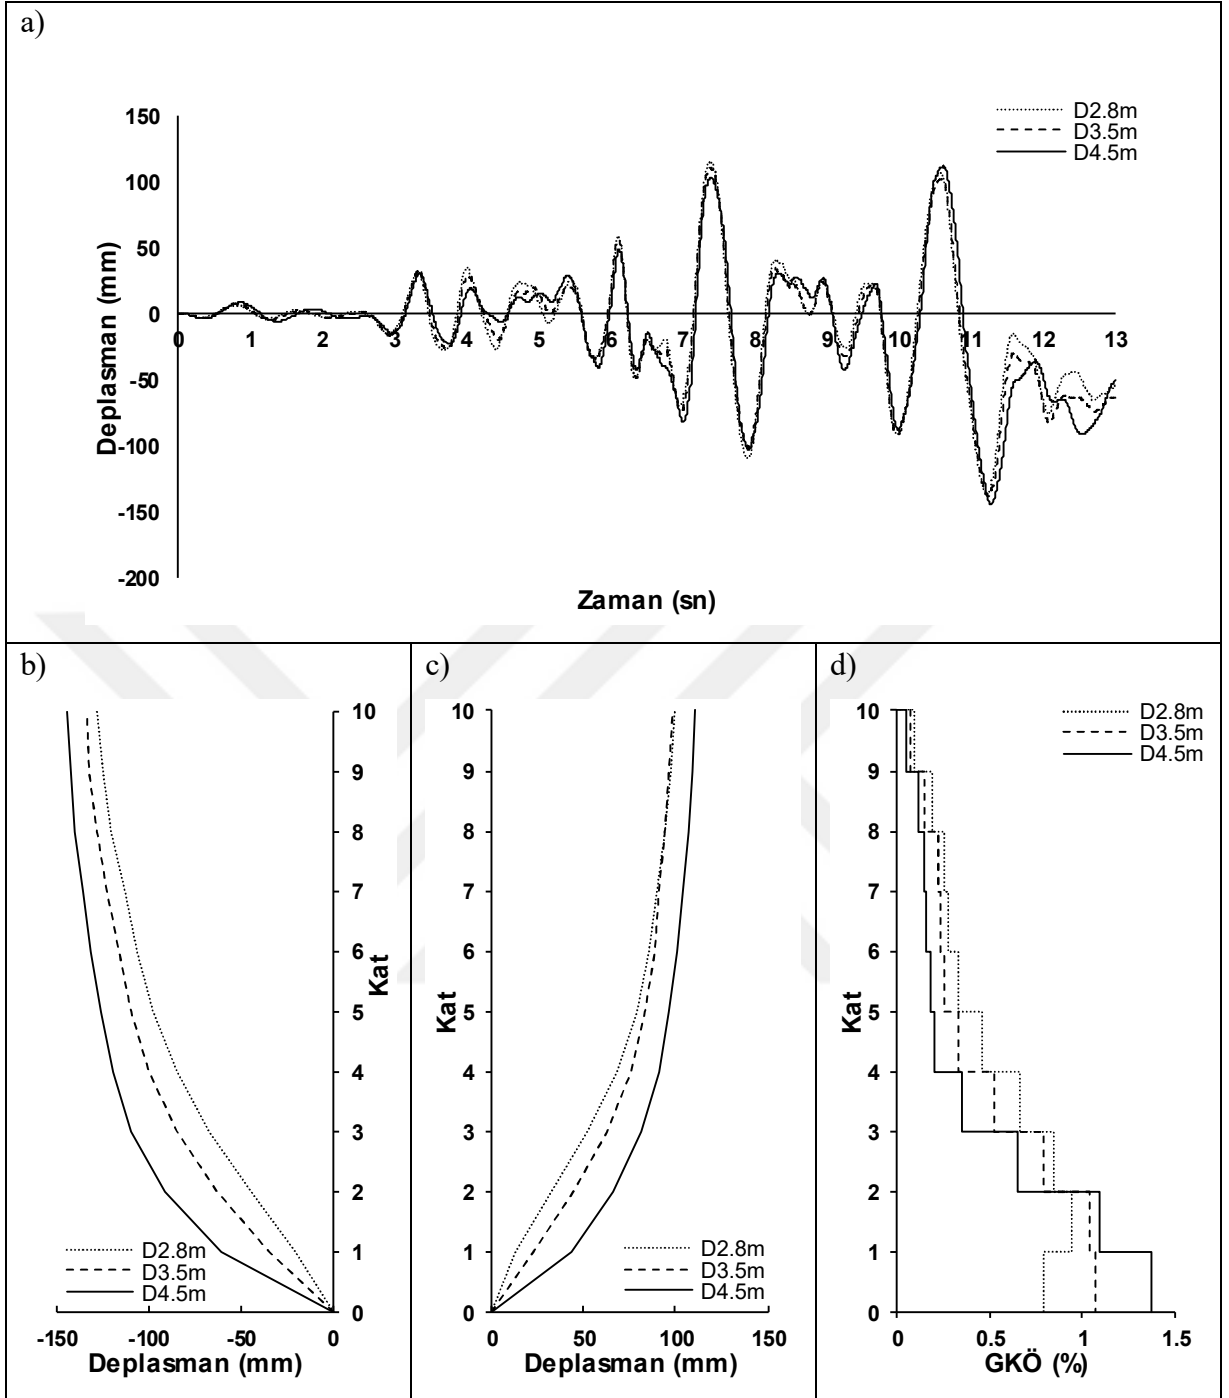 a)
150
100
50
0
-50
-100
-150
-200
0 1 2 3 4 5 6 7 8 9 10 11 12 13
Deplasman (mm)
Zaman (sn)
D2.8m
D3.5m
D4.5m
b)
10
9
8
7
6
5
4
3
2
1
0
Kat
D2.8m
D3.5m
D4.5m
-150 -100 -50 0
Deplasman (mm)
c)
10
9
8
7
6
5
4
3
2
1
0
Kat
D2.8m
D3.5m
D4.5m
0 50 100 150
Deplasman (mm)
d)
10
9
8
7
6
5
4
3
2
1
0
Kat
D2.8m
D3.5m
D4.5m
0 0.5 1 1.5
GKÖ (%)